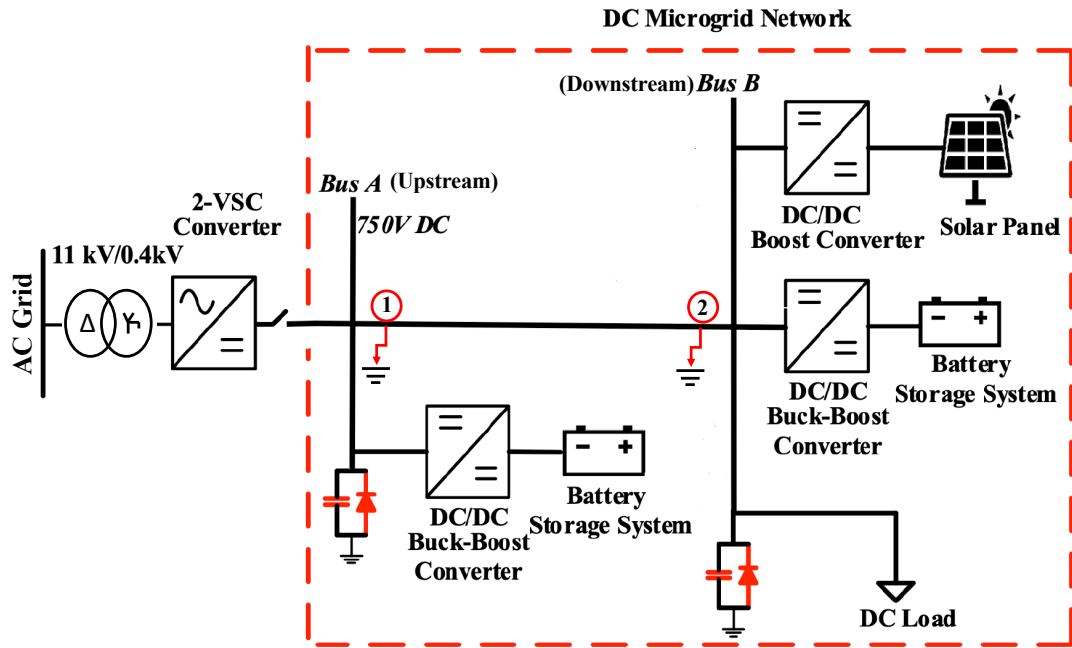 DC Microgrid Network
(Downstream) Bus B
Bus A (Upstream)
750V DC
2-VSC
Converter
11 kV/0.4kV
AC Grid
Δ
1
2
DC/DC
Boost Converter
Solar Panel
DC/DC
Buck-Boost
Converter
- +
Battery
Storage System
DC/DC
Buck-Boost
Converter
- +
Battery
Storage System
DC Load